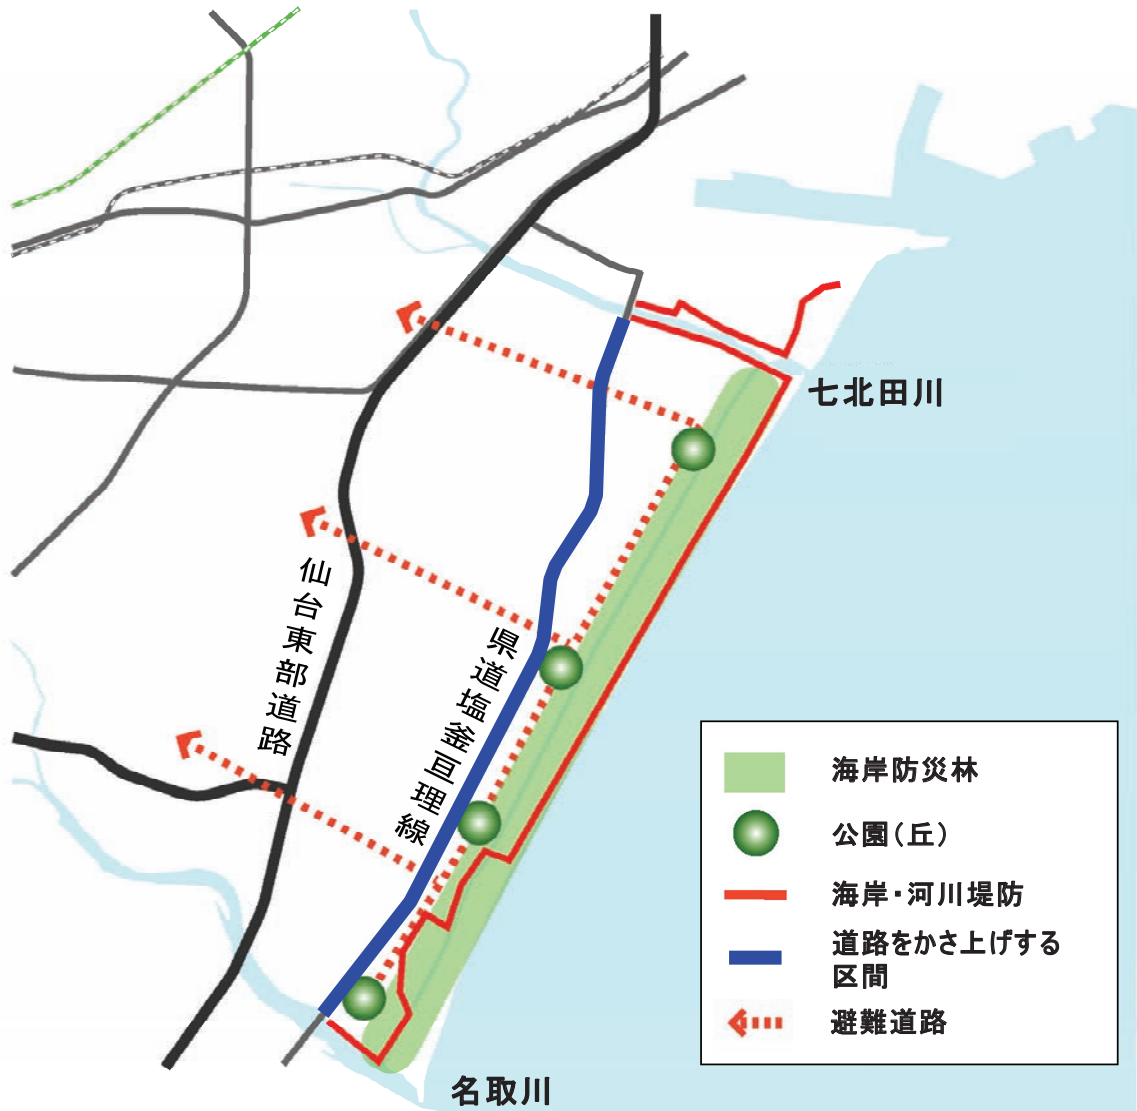 七北田川
仙台東部道路
県道塩釜亘理線
海岸防災林
公園(丘)
海岸・河川堤防
道路をかさ上げする
区間
避難道路
名取川